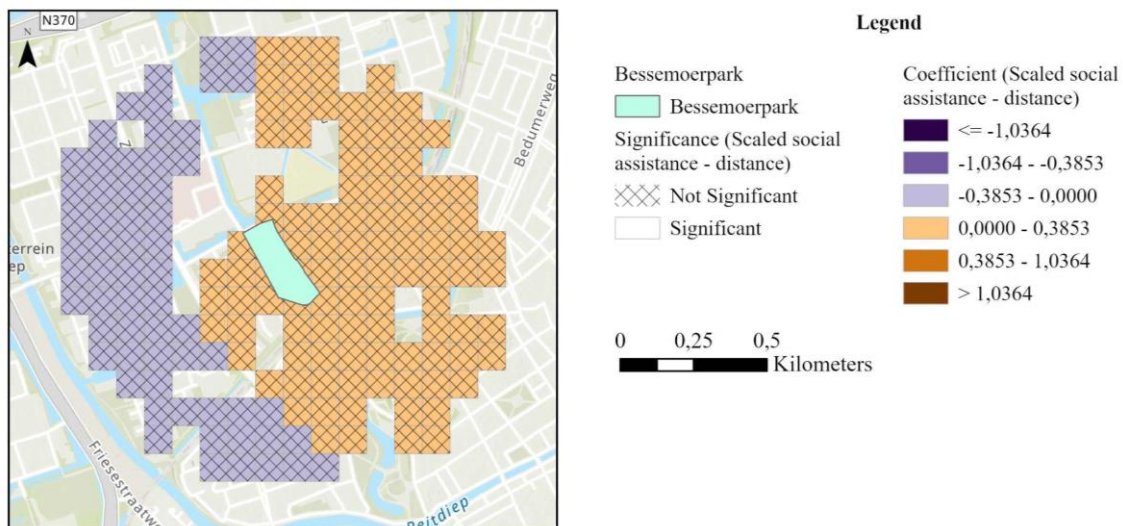 N370
N
Z
Bedumerweg
terrein
ep
Friesestraatwe
Reitdiep
Legend
Bessemoerpark
Bessemoerpark
Significance (Scaled social
assistance - distance)
Not Significant
Significant
Coefficient (Scaled social
assistance - distance)
<= -1,0364
-1,0364 - -0,3853
-0,3853 - 0,0000
0,0000 - 0,3853
0,3853 - 1,0364
> 1,0364
0 0,25 0,5
Kilometers